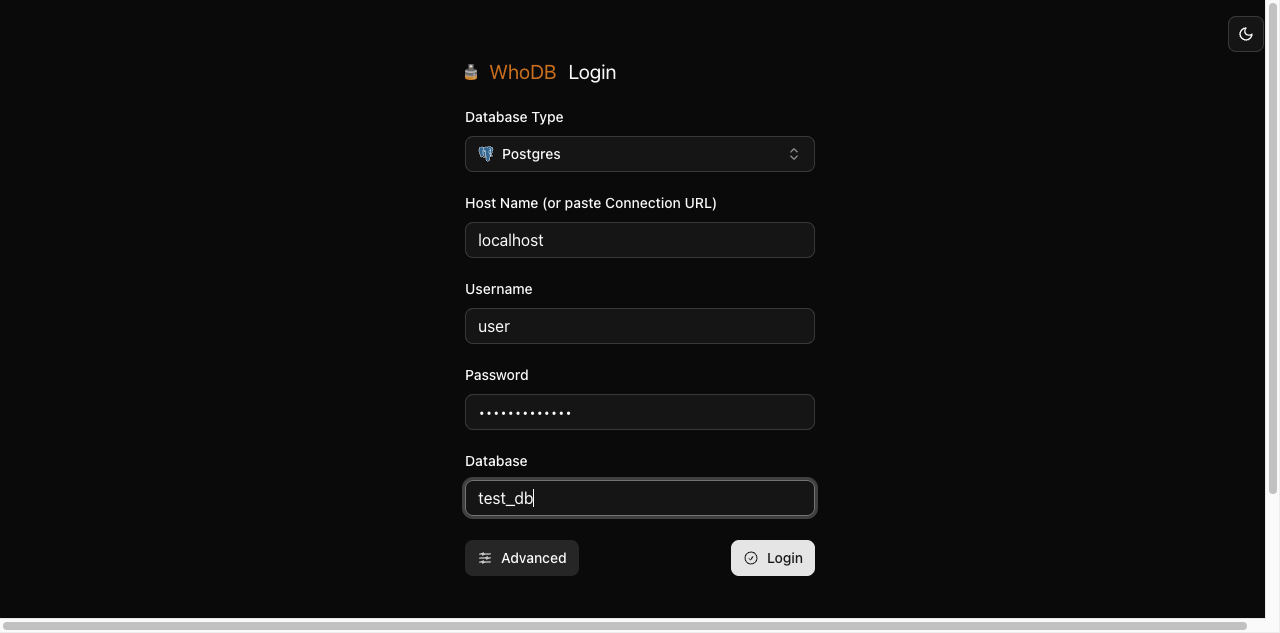 WhoDB Login
Database Type
Postgres
Host Name (or paste Connection URL)
localhost
Username
user
Password
•••••••••••••
Database
test_db
Advanced
Login